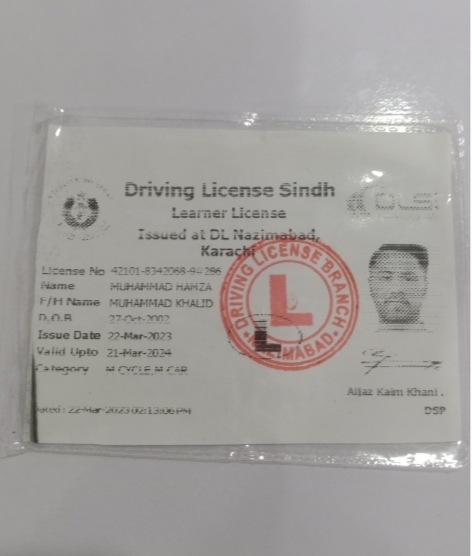 Driving License Sindh
Learner License
Issued at DL Nazimabad,
Karachi
License No 42101-8342068-9
Name MUHAMMAD HAMZA
F/H Name MUHAMMAD KHALID
D.O.B 27-Oct-2002
Issue Date 22-Mar-2023
Valid Upto 21-Mar-2024
Category M CYCLE,M CAR
22-Mar-2023 02:13:06 PM
DLS
DRIVING LICENSE BRANCH
L
L
Kaim Khani .
DSP